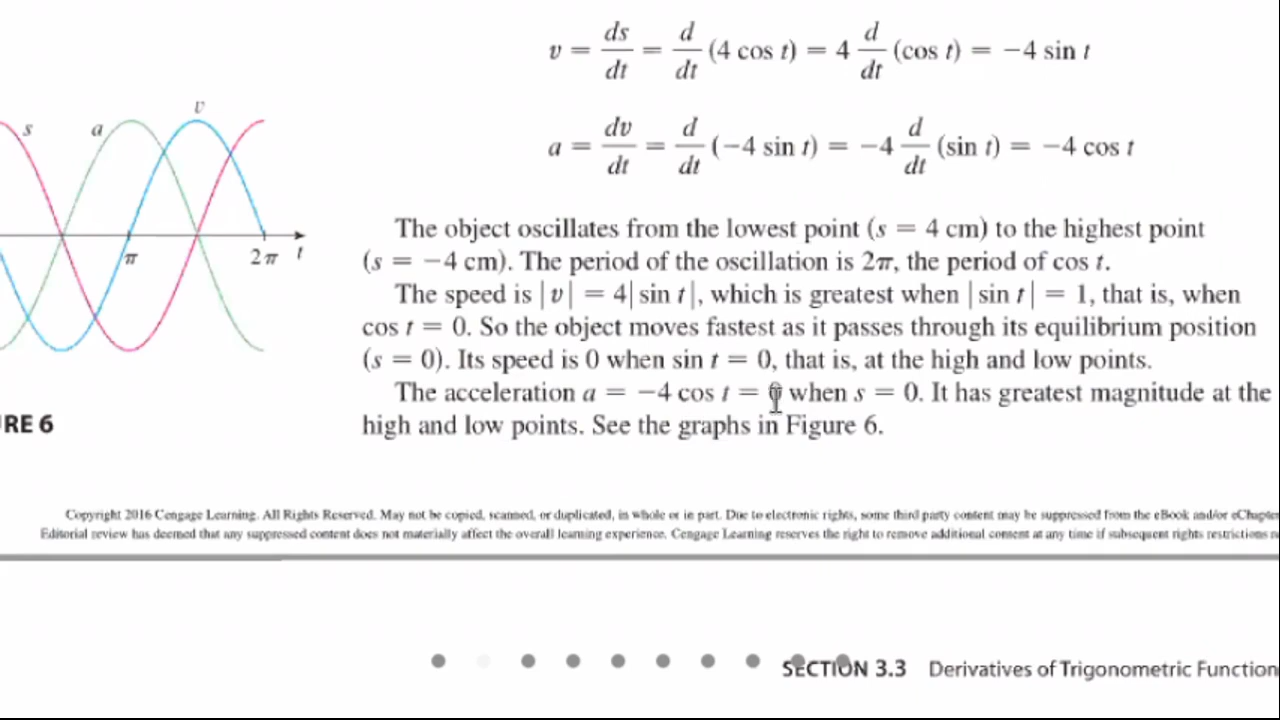 v = ds/dt = d/dt (4 cos t) = 4 d/dt (cos t) = −4 sin t
a = dv/dt = d/dt (−4 sin t) = −4 d/dt (sin t) = −4 cos t
s a v
π 2π t
The object oscillates from the lowest point (s = 4 cm) to the highest point
(s = −4 cm). The period of the oscillation is 2π, the period of cos t.
The speed is |v| = 4|sin t|, which is greatest when |sin t| = 1, that is, when
cos t = 0. So the object moves fastest as it passes through its equilibrium position
(s = 0). Its speed is 0 when sin t = 0, that is, at the high and low points.
The acceleration a = −4 cos t = 0 when s = 0. It has greatest magnitude at the
high and low points. See the graphs in Figure 6.
RE 6
Copyright 2016 Cengage Learning. All Rights Reserved. May not be copied, scanned, or duplicated, in whole or in part. Due to electronic rights, some third party content may be suppressed from the eBook and/or eChapte
Editorial review has deemed that any suppressed content does not materially affect the overall learning experience. Cengage Learning reserves the right to remove additional content at any time if subsequent rights restrictions
SECTION 3.3 Derivatives of Trigonometric Function